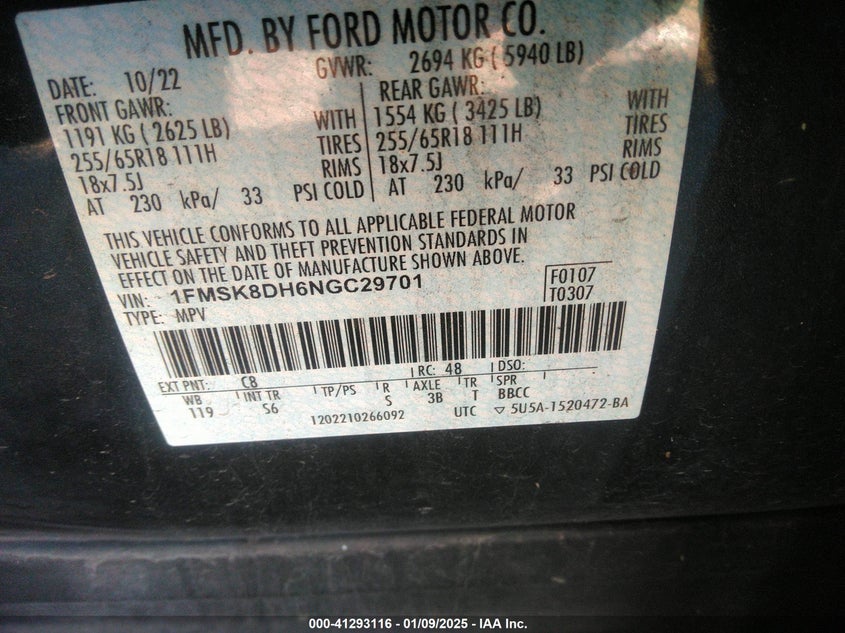 MFD. BY FORD MOTOR CO.
DATE: 10/22 GVWR: 2694 KG ( 5940 LB)
FRONT GAWR: REAR GAWR:
1191 KG ( 2625 LB) WITH 1554 KG ( 3425 LB) WITH
255/65R18 111H TIRES 255/65R18 111H TIRES
18x7.5J RIMS 18x7.5J RIMS
AT 230 kPa/ 33 PSI COLD AT 230 kPa/ 33 PSI COLD
THIS VEHICLE CONFORMS TO ALL APPLICABLE FEDERAL MOTOR
VEHICLE SAFETY AND THEFT PREVENTION STANDARDS IN
EFFECT ON THE DATE OF MANUFACTURE SHOWN ABOVE.
VIN: 1FMSK8DH6NGC29701 F0107
TYPE: MPV T0307
EXT PNT: C8 RC: 48 DSO:
WB INT TR TP/PS R AXLE TR SPR
119 S6 S 3B T BBCC
1202210266092 UTC ▽ 5U5A-1520472-BA
000-41293116 - 01/09/2025 - IAA Inc.